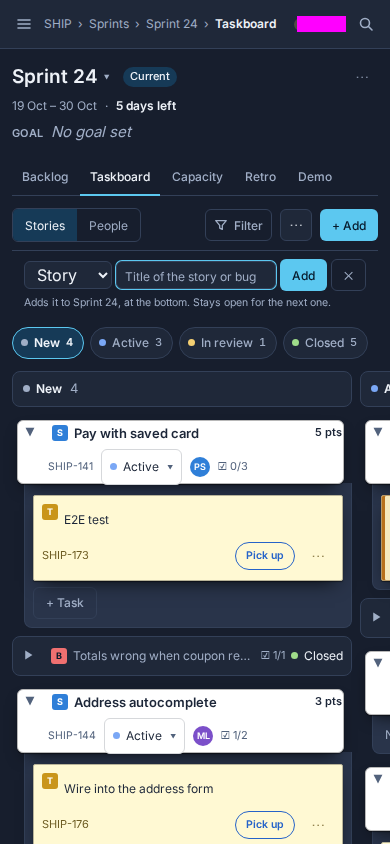 SHIP › Sprints › Sprint 24 › Taskboard
Sprint 24 Current
19 Oct – 30 Oct · 5 days left
GOAL No goal set
Backlog Taskboard Capacity Retro Demo
Stories People Filter ... + Add
Story Title of the story or bug Add ×
Adds it to Sprint 24, at the bottom. Stays open for the next one.
New 4 Active 3 In review 1 Closed 5
New 4
S Pay with saved card 5 pts
SHIP-141 Active PS 0/3
T E2E test
SHIP-173 Pick up ...
+ Task
B Totals wrong when coupon re... 1/1 Closed
S Address autocomplete 3 pts
SHIP-144 Active ML 1/2
T Wire into the address form
SHIP-176 Pick up ...